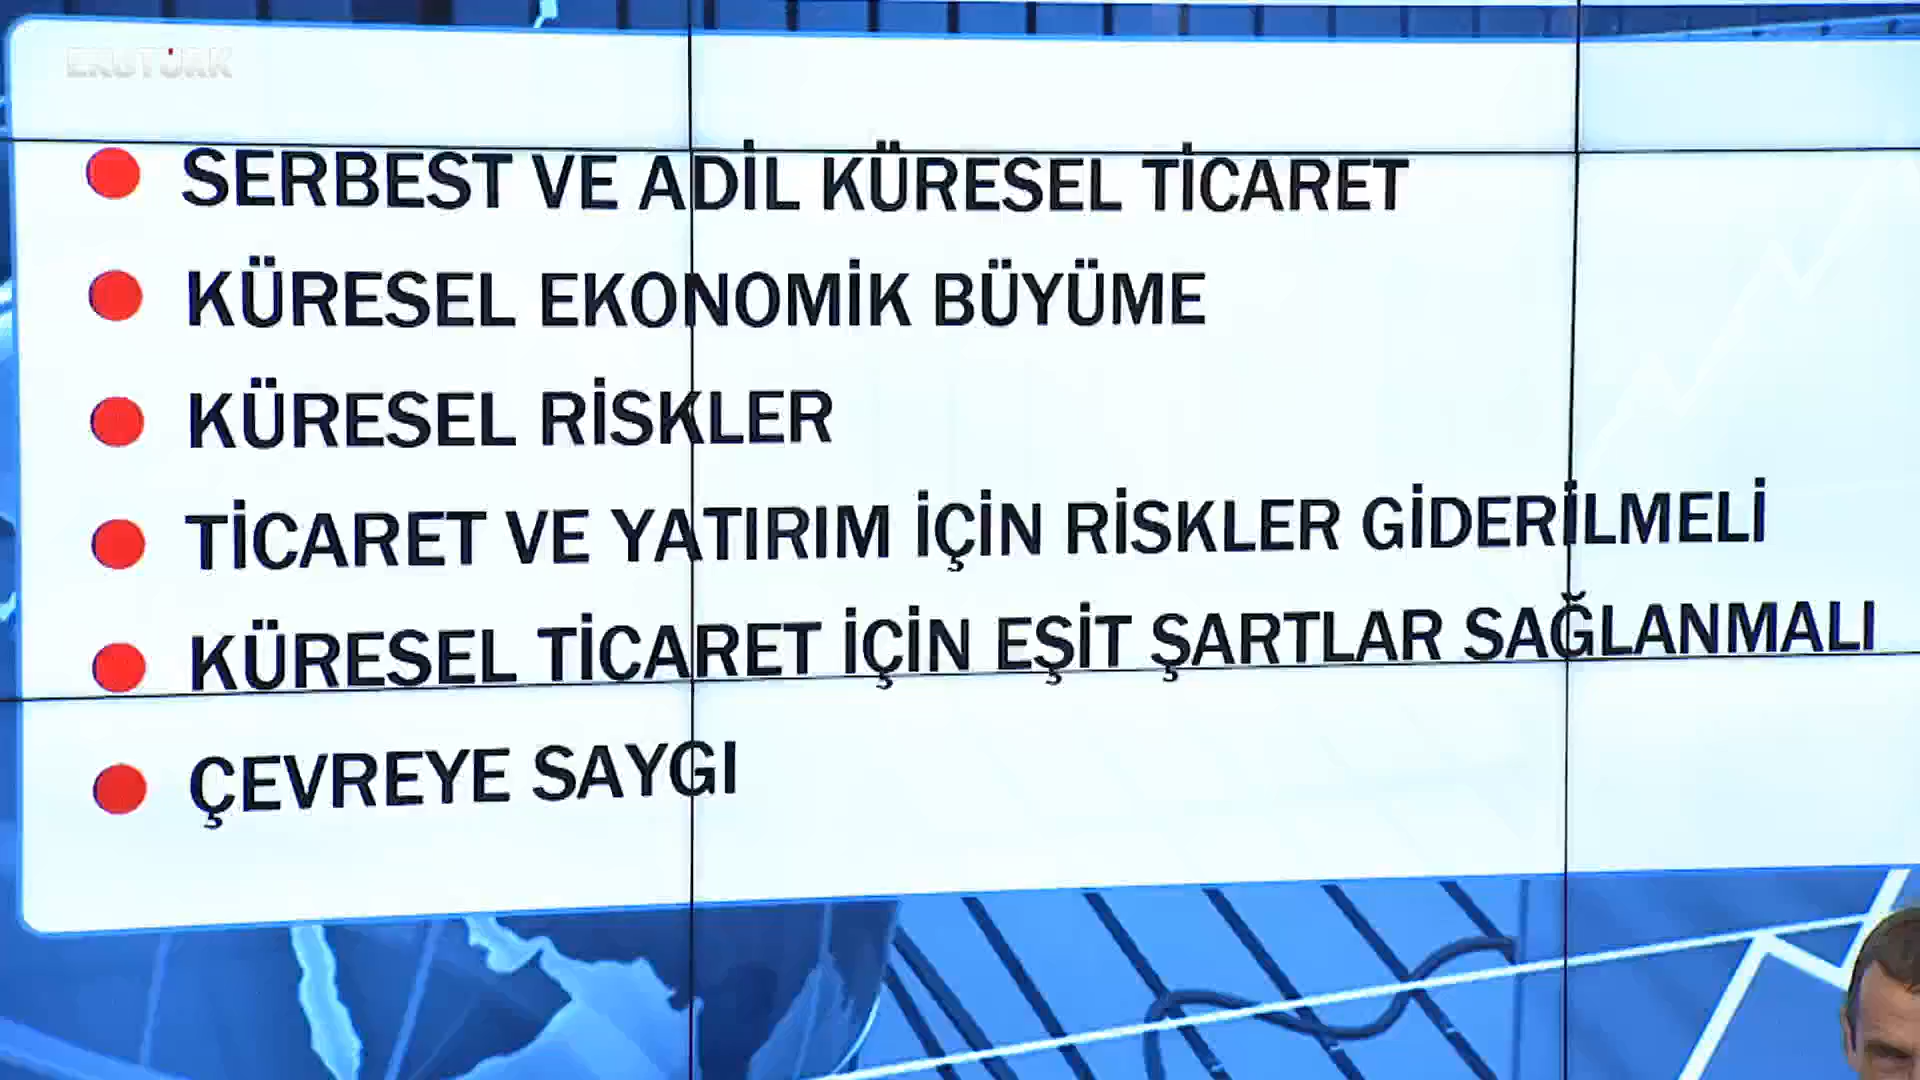 EKOTÜRK
SERBEST VE ADİL KÜRESEL TİCARET
KÜRESEL EKONOMİK BÜYÜME
KÜRESEL RİSKLER
TİCARET VE YATIRIM İÇİN RİSKLER GİDERİLMELİ
KÜRESEL TİCARET İÇİN EŞİT ŞARTLAR SAĞLANMALI
ÇEVREYE SAYGI